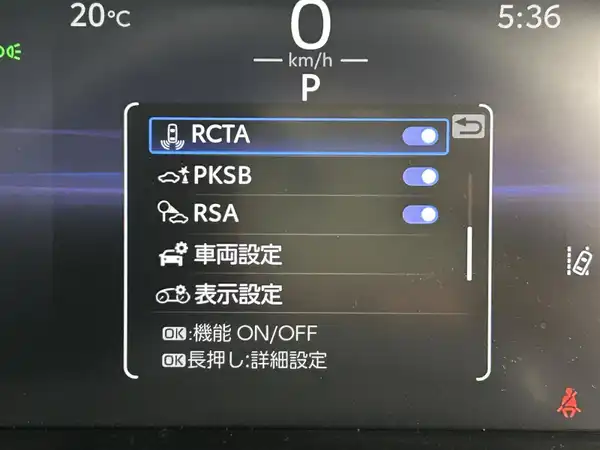 20℃
0
5:36
km/h
P
RCTA
PKSB
RSA
車両設定
表示設定
OK:機能 ON/OFF
OK長押し:詳細設定